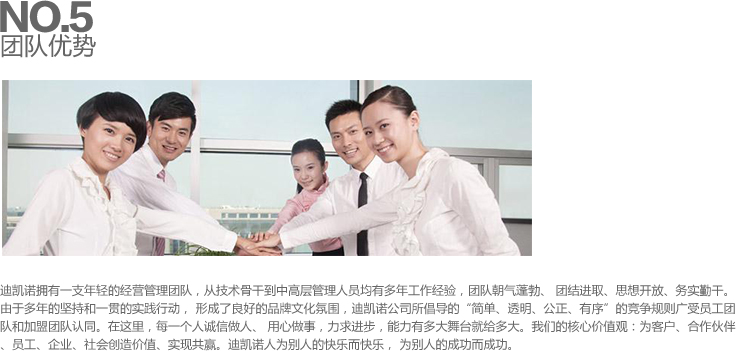 NO.5
团队优势
迪凯诺拥有一支年轻的经营管理团队，从技术骨干到中高层管理人员均有多年工作经验，团队朝气蓬勃、 团结进取、思想开放、务实勤干。
由于多年的坚持和一贯的实践行动， 形成了良好的品牌文化氛围，迪凯诺公司所倡导的“简单、透明、公正、有序”的竞争规则广受员工团
队和加盟团队认同。在这里，每一个人诚信做人、 用心做事，力求进步，能力有多大舞台就给多大。我们的核心价值观：为客户、合作伙伴
、员工、企业、社会创造价值、实现共赢。迪凯诺人为别人的快乐而快乐， 为别人的成功而成功。